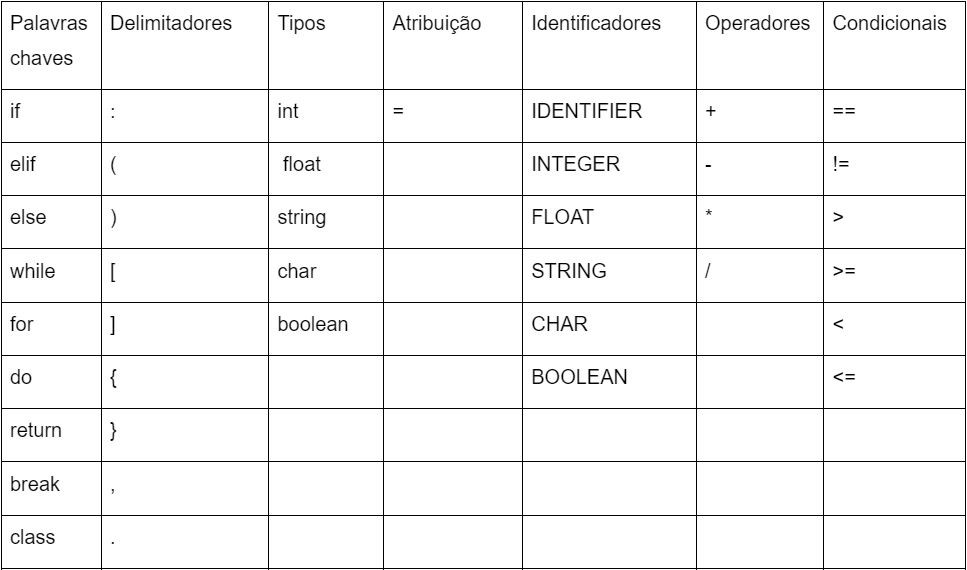 Palavras chaves Delimitadores Tipos Atribuição Identificadores Operadores Condicionais
if : int = IDENTIFIER + ==
elif ( float INTEGER - !=
else ) string FLOAT * >
while [ char STRING / >=
for ] boolean CHAR <
do { BOOLEAN <=
return }
break ,
class .